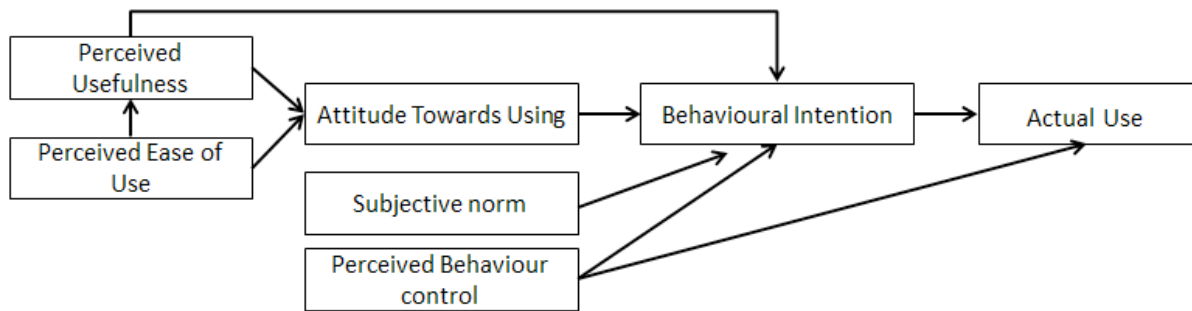 Perceived
Usefulness
Perceived Ease of
Use
Attitude Towards Using
Behavioural Intention
Actual Use
Subjective norm
Perceived Behaviour
control